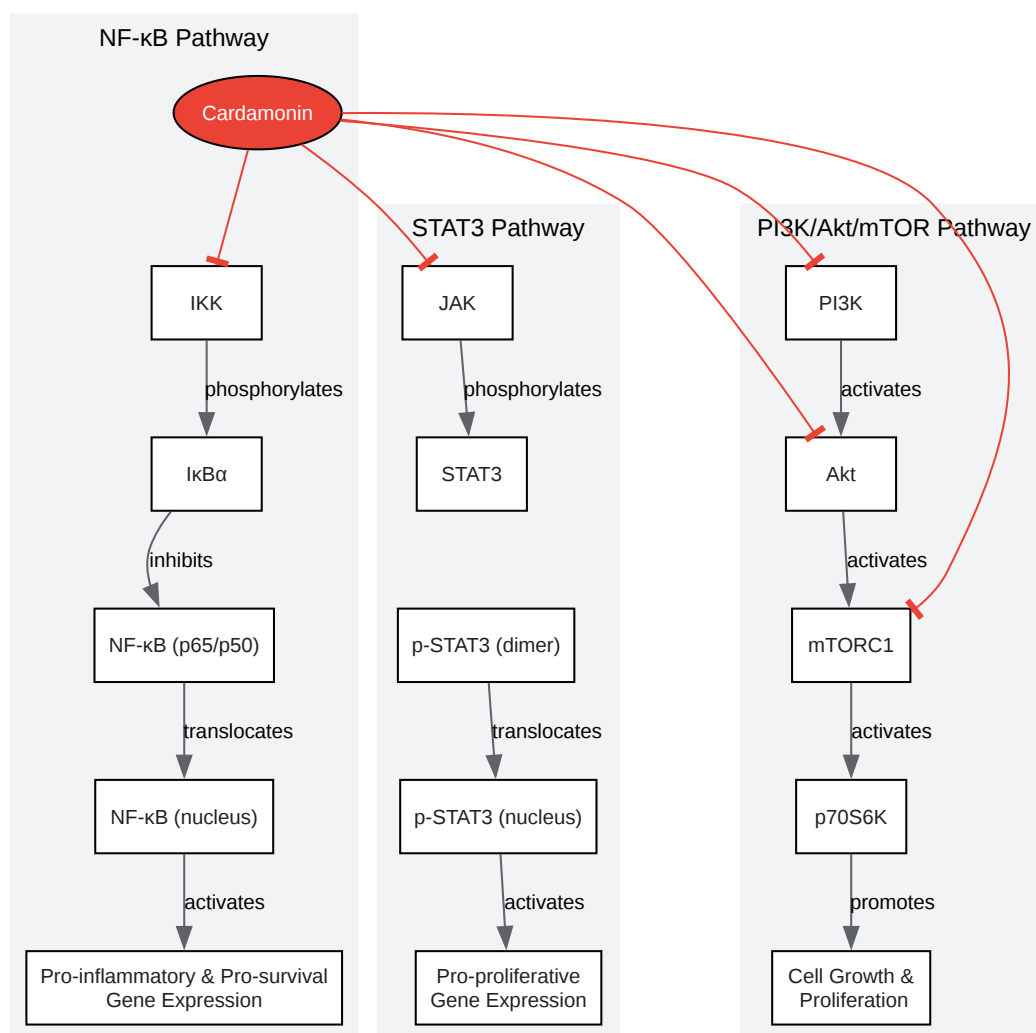 NF-κB Pathway
Cardamonin
STAT3 Pathway
PI3K/Akt/mTOR Pathway
IKK
JAK
PI3K
phosphorylates
phosphorylates
activates
IκBα
STAT3
Akt
inhibits
activates
NF-κB (p65/p50)
p-STAT3 (dimer)
mTORC1
translocates
translocates
activates
NF-κB (nucleus)
p-STAT3 (nucleus)
p70S6K
activates
activates
promotes
Pro-inflammatory & Pro-survival
Gene Expression
Pro-proliferative
Gene Expression
Cell Growth &
Proliferation